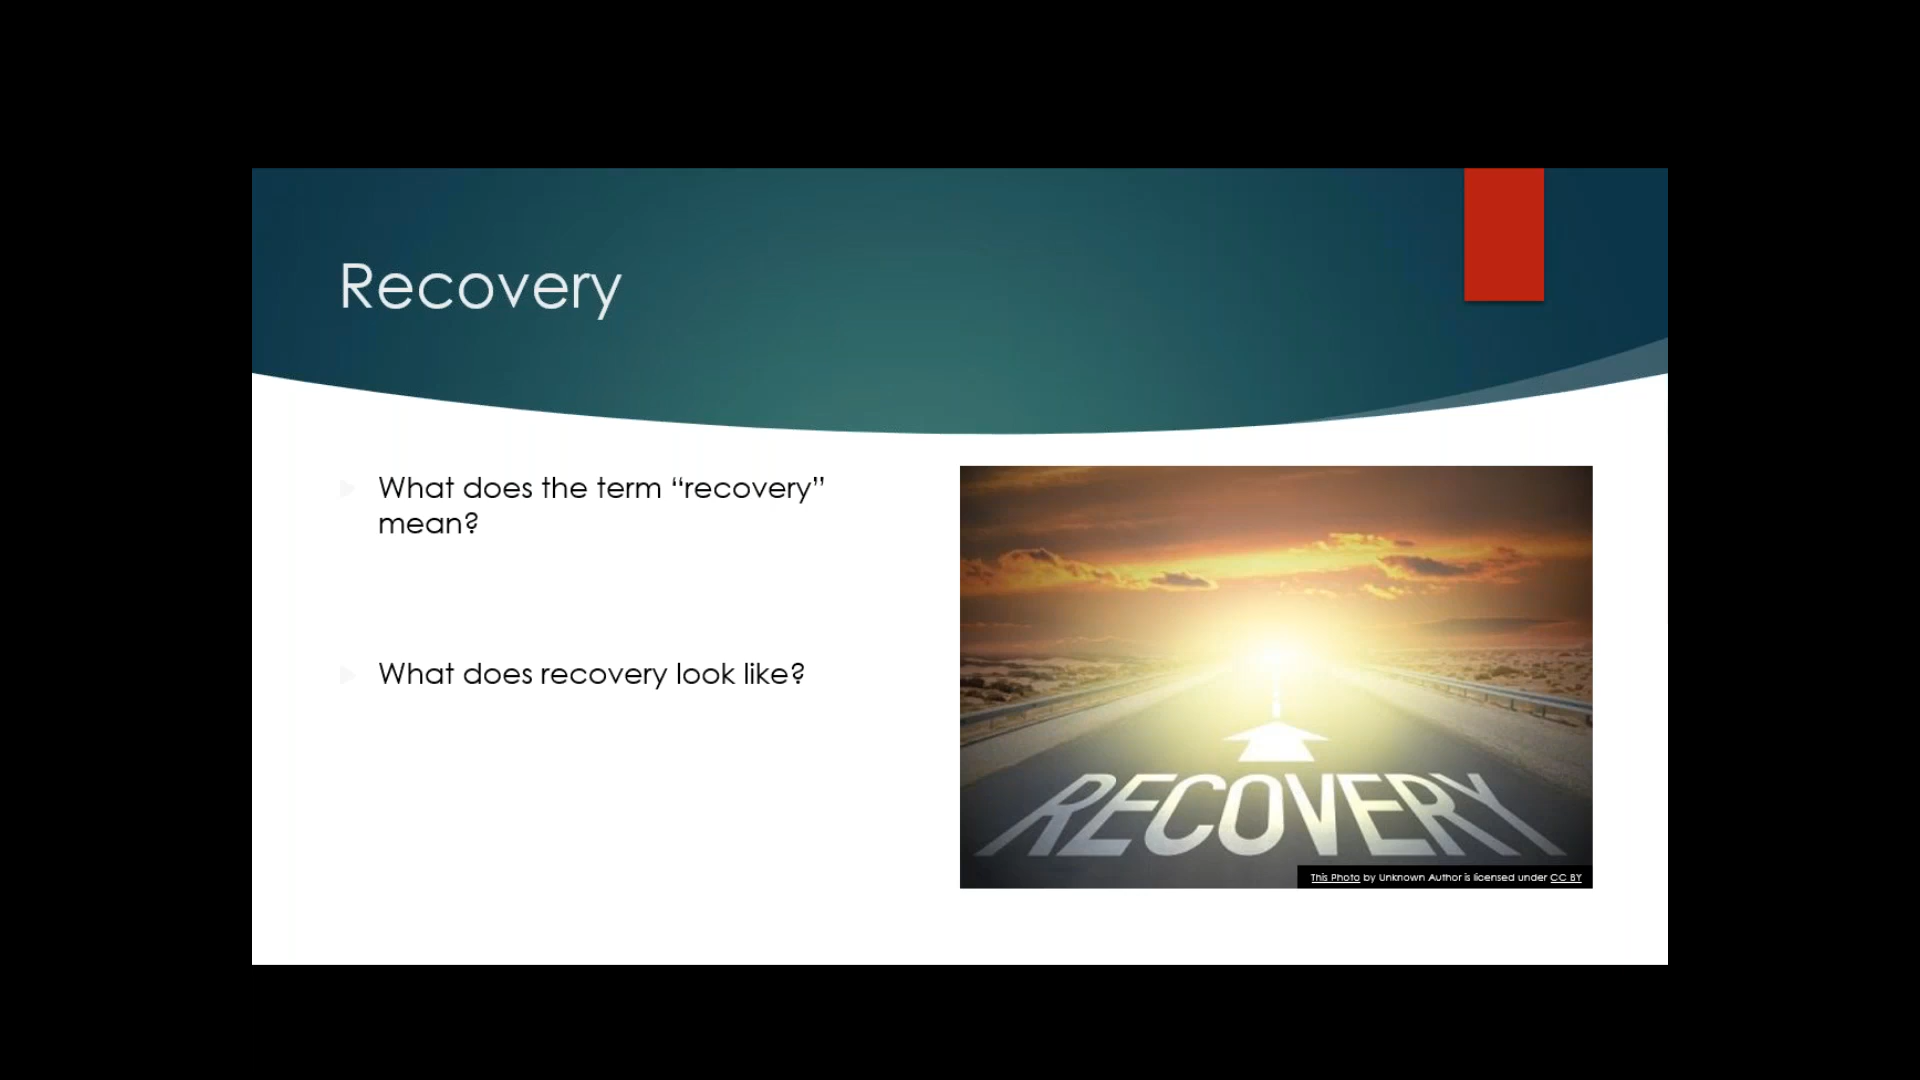 Recovery
What does the term “recovery”
mean?
What does recovery look like?
RECOVERY
This Photo by Unknown Author is licensed under CC BY